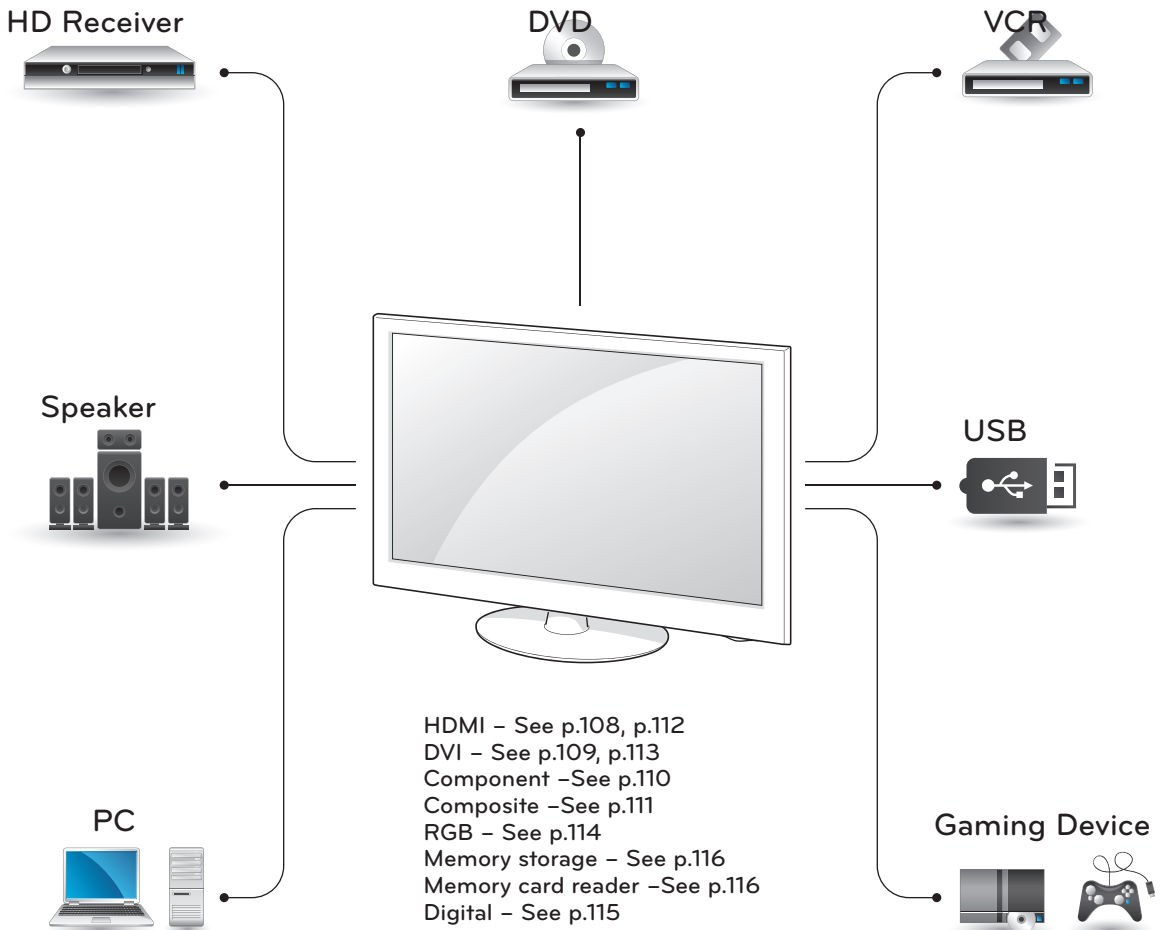 HD Receiver
DVD
VCR
Speaker
USB
HDMI – See p.108, p.112
DVI – See p.109, p.113
Component –See p.110
Composite –See p.111
RGB – See p.114
Memory storage – See p.116
Memory card reader –See p.116
Digital – See p.115
PC
Gaming Device